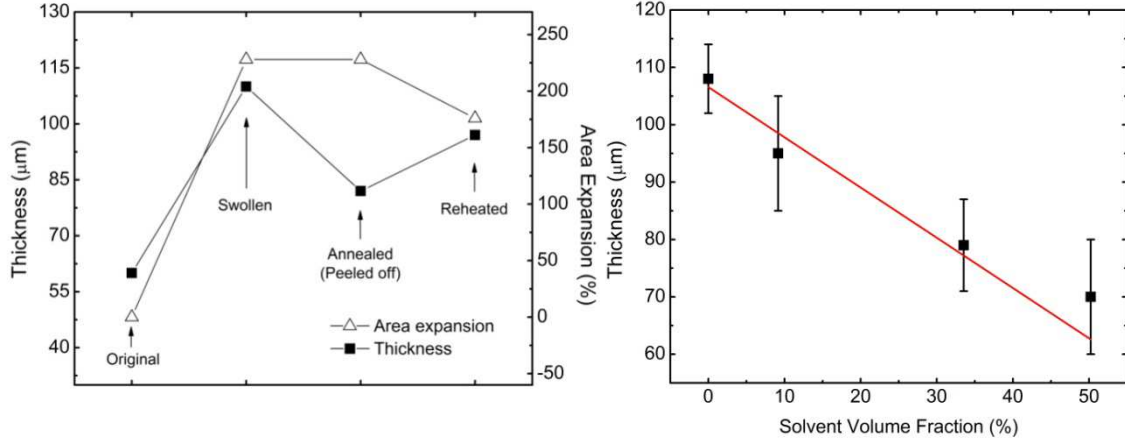 130
115
100
85
70
55
40
Thickness (μm)
250
200
150
100
50
0
-50
Area Expansion (%)
Swollen
Reheated
Annealed
(Peeled off)
Original
Area expansion
Thickness
120
110
100
90
80
70
60
Thickness (μm)
0
10
20
30
40
50
Solvent Volume Fraction (%)